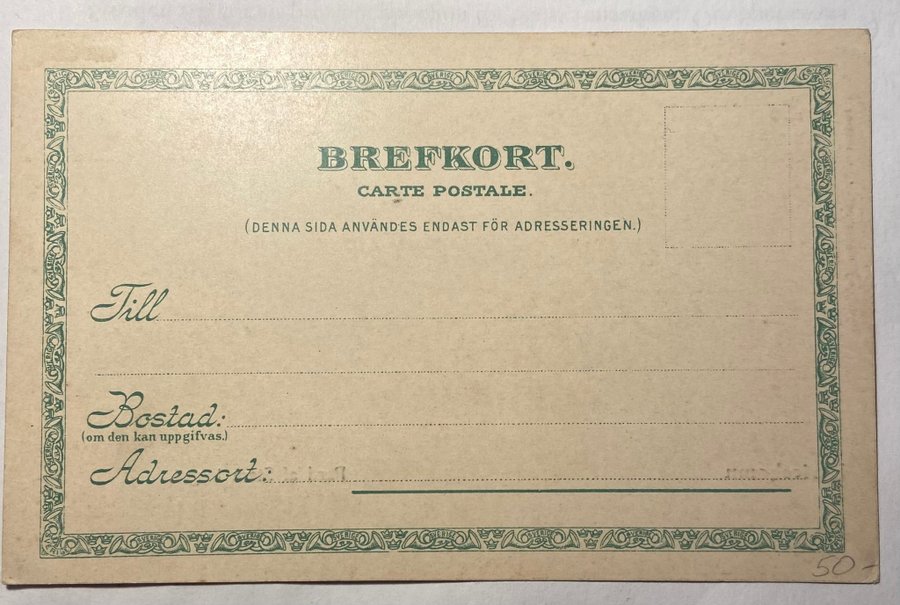 BREFKORT.
CARTE POSTALE.
(DENNA SIDA ANVÄNDES ENDAST FÖR ADRESSERINGEN.)
Till
Bostad:
(om den kan uppgifvas.)
Adressort:
50-